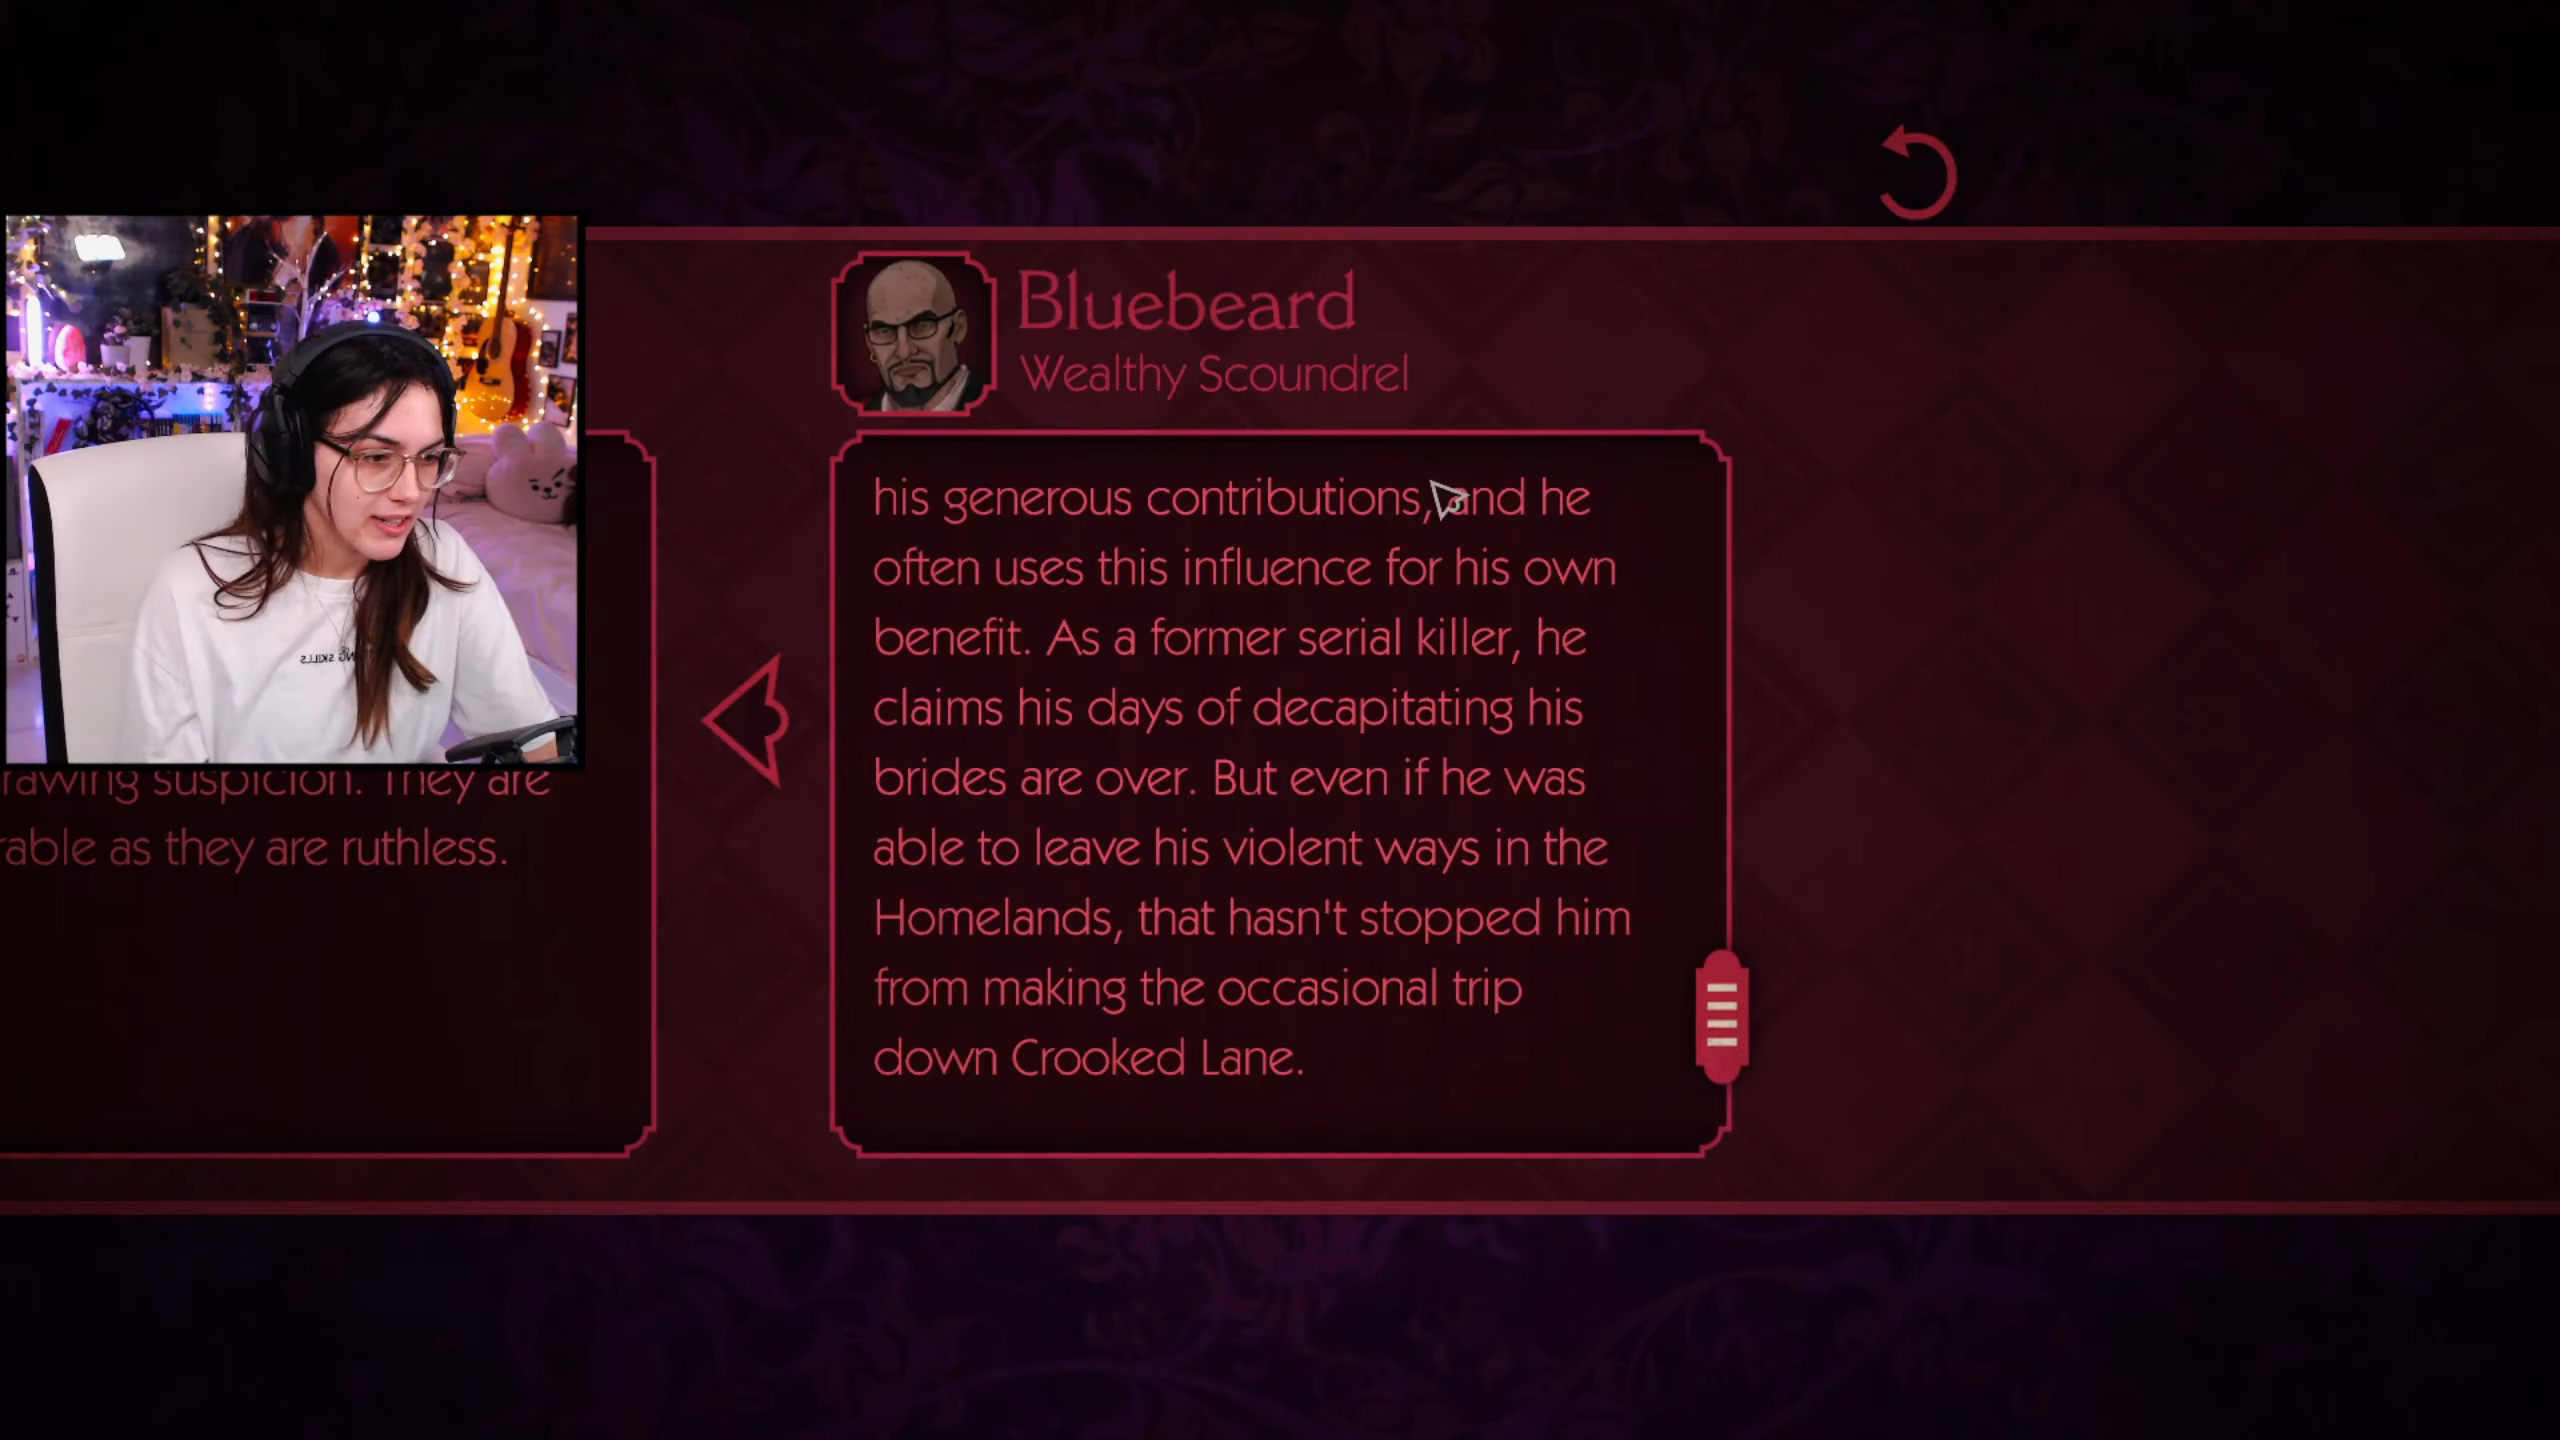 Bluebeard
Wealthy Scoundrel
his generous contributions, and he
often uses this influence for his own
benefit. As a former serial killer, he
claims his days of decapitating his
brides are over. But even if he was
able to leave his violent ways in the
Homelands, that hasn't stopped him
from making the occasional trip
down Crooked Lane.
suspicion. They are
as they are ruthless.
SKILLS